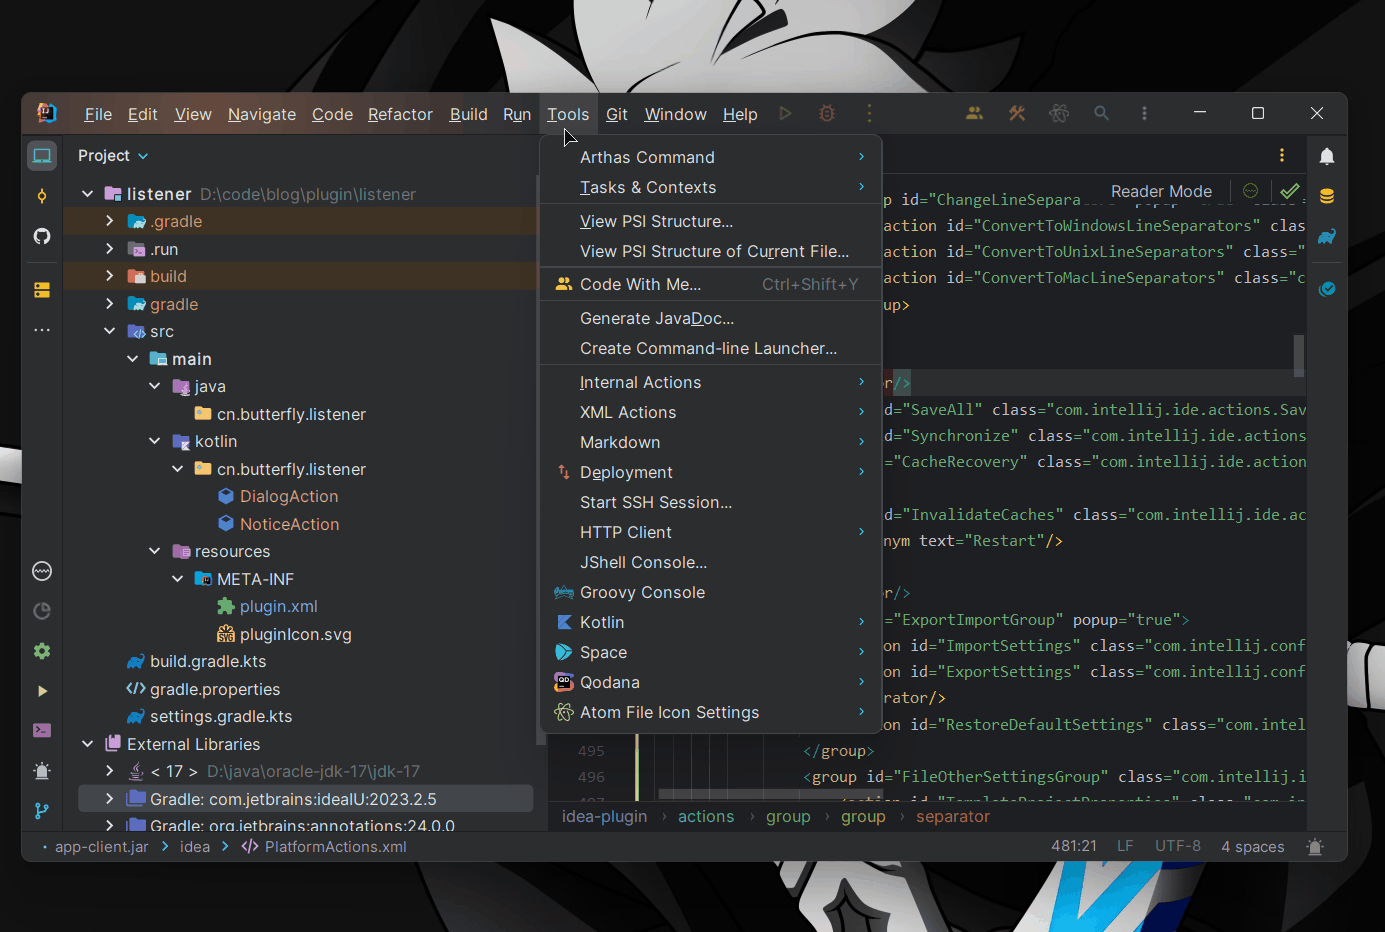 File Edit View Navigate Code Refactor Build Run Tools Git Window Help
Project
listener D:\code\blog\plugin\listener
.gradle
.run
build
gradle
src
main
java
cn.butterfly.listener
kotlin
cn.butterfly.listener
DialogAction
NoticeAction
resources
META-INF
plugin.xml
SVG
pluginIcon.svg
build.gradle.kts
gradle.properties
settings.gradle.kts
External Libraries
< 17 > D:\java\oracle-jdk-17\jdk-17
Gradle: com.jetbrains:ideaIU:2023.2.5
Gradle: org.jetbrains:annotations:24.0.0
Arthas Command
Tasks & Contexts
View PSI Structure...
View PSI Structure of Current File...
Code With Me... Ctrl+Shift+Y
Generate JavaDoc...
Create Command-line Launcher...
Internal Actions
XML Actions
Markdown
Deployment
Start SSH Session...
HTTP Client
JShell Console...
Groovy Console
Kotlin
Space
QD Qodana
Atom File Icon Settings
Reader Mode
p id="ChangeLineSepara
action id="ConvertToWindowsLineSeparators" clas
action id="ConvertToUnixLineSeparators" class="
action id="ConvertToMacLineSeparators" class="c
up>
r/>
d="SaveAll" class="com.intellij.ide.actions.Sav
d="Synchronize" class="com.intellij.ide.actions
="CacheRecovery" class="com.intellij.ide.action
d="InvalidateCaches" class="com.intellij.ide.ac
nym text="Restart"/>
r/>
="ExportImportGroup" popup="true">
on id="ImportSettings" class="com.intellij.conf
on id="ExportSettings" class="com.intellij.conf
rator/>
on id="RestoreDefaultSettings" class="com.intel
495 </group>
496 <group id="FileOtherSettingsGroup" class="com.intellij.i
idea-plugin › actions › group › group › separator
app-client.jar › idea › </> PlatformActions.xml
481:21 LF UTF-8 4 spaces